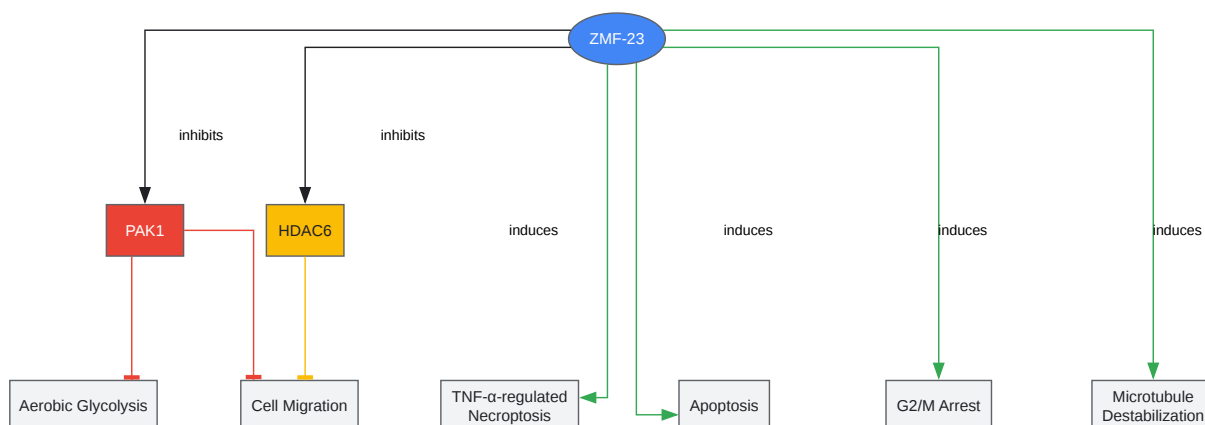 ZMF-23
inhibits
inhibits
PAK1
HDAC6
induces
induces
induces
induces
Aerobic Glycolysis
Cell Migration
TNF-α-regulated
Necroptosis
Apoptosis
G2/M Arrest
Microtubule
Destabilization